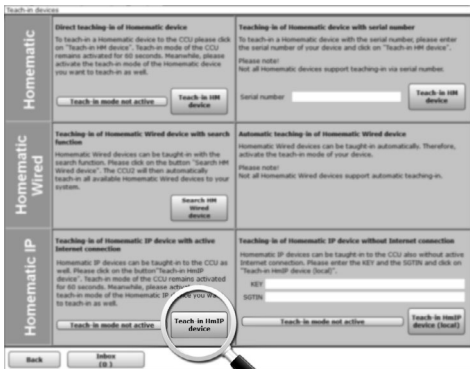 Teach-in devices
Homematic
Direct teaching-in of Homematic device
To teach-in a Homematic device to the CCU please click
on "Teach-in HM device". Teach-in mode of the CCU
remains activated for 60 seconds. Meanwhile, please
activate the teach-in mode of the Homematic device
you want to teach-in as well.
Teach-in mode not active
Teach-in HM
device
Teaching-in of Homematic device with serial number
To teach-in a Homematic device with the serial number, please enter
the serial number of your device and click on "Teach-in HM device".
Please note!
Not all Homematic devices support teaching-in via serial number.
Serial number
Teach-in HM
device
Homematic
Wired
Teaching-in of Homematic Wired device with search
function
Homematic Wired devices can be taught-in with the
search function. Please click on the button "Search HM
Wired device". The CCU2 will then automatically
teach-in all available Homematic Wired devices to your
system.
Search HM
Wired
device
Automatic teaching-in of Homematic Wired device
Homematic Wired devices can be taught-in automatically. Therefore,
activate the teach-in mode of your device.
Please note!
Not all Homematic Wired devices support automatic teaching-in.
Homematic IP
Teaching-in of Homematic IP device with active
Internet connection
Homematic IP devices can be taught-in to the CCU as
well. Please click on the button"Teach-in HmIP
device". Teach-in mode of the CCU remains activated
for 60 seconds. Meanwhile, please
teach-in mode of the Homematic IP device you want
to teach-in as well.
Teach-in mode not active
Teach-in HmIP
device
Teaching-in of Homematic IP device without Internet connection
Homematic IP devices can be taught-in to the CCU also without active
Internet connection. Please enter the KEY and the SGTIN and click on
"Teach-in HmIP device (local)".
KEY
SGTIN
Teach-in mode not active
Teach-in HmIP
device (local)
Back
Inbox